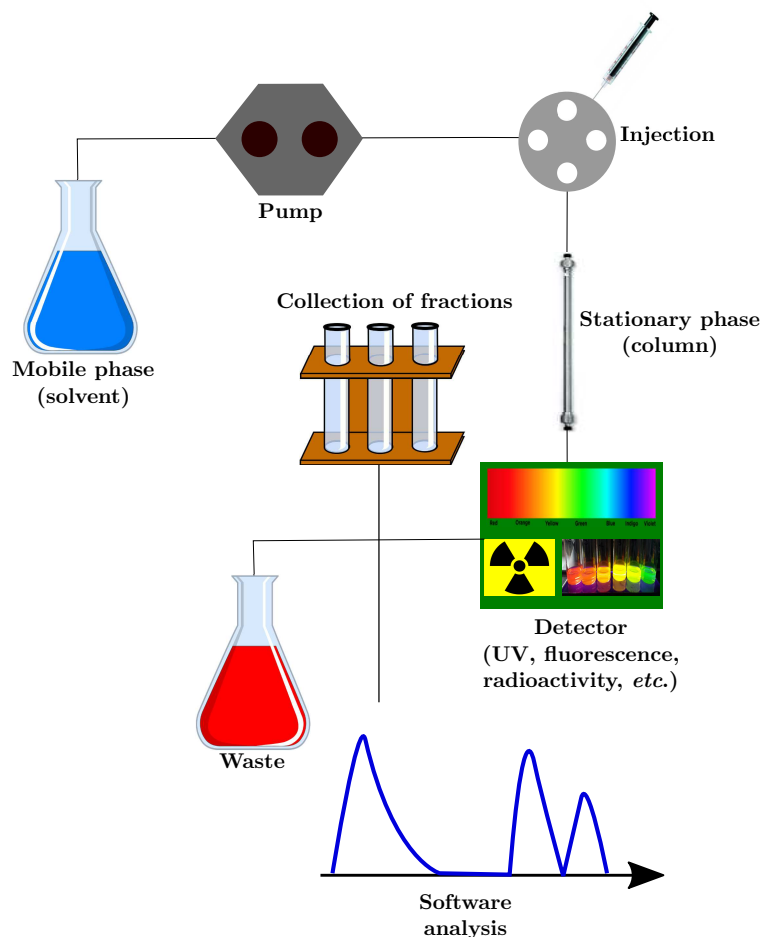 Injection
Pump
Collection of fractions
Stationary phase
(column)
Mobile phase
(solvent)
Red Orange Yellow Green Blue Indigo Violet
Detector
(UV, fluorescence,
radioactivity, etc.)
Waste
Software
analysis